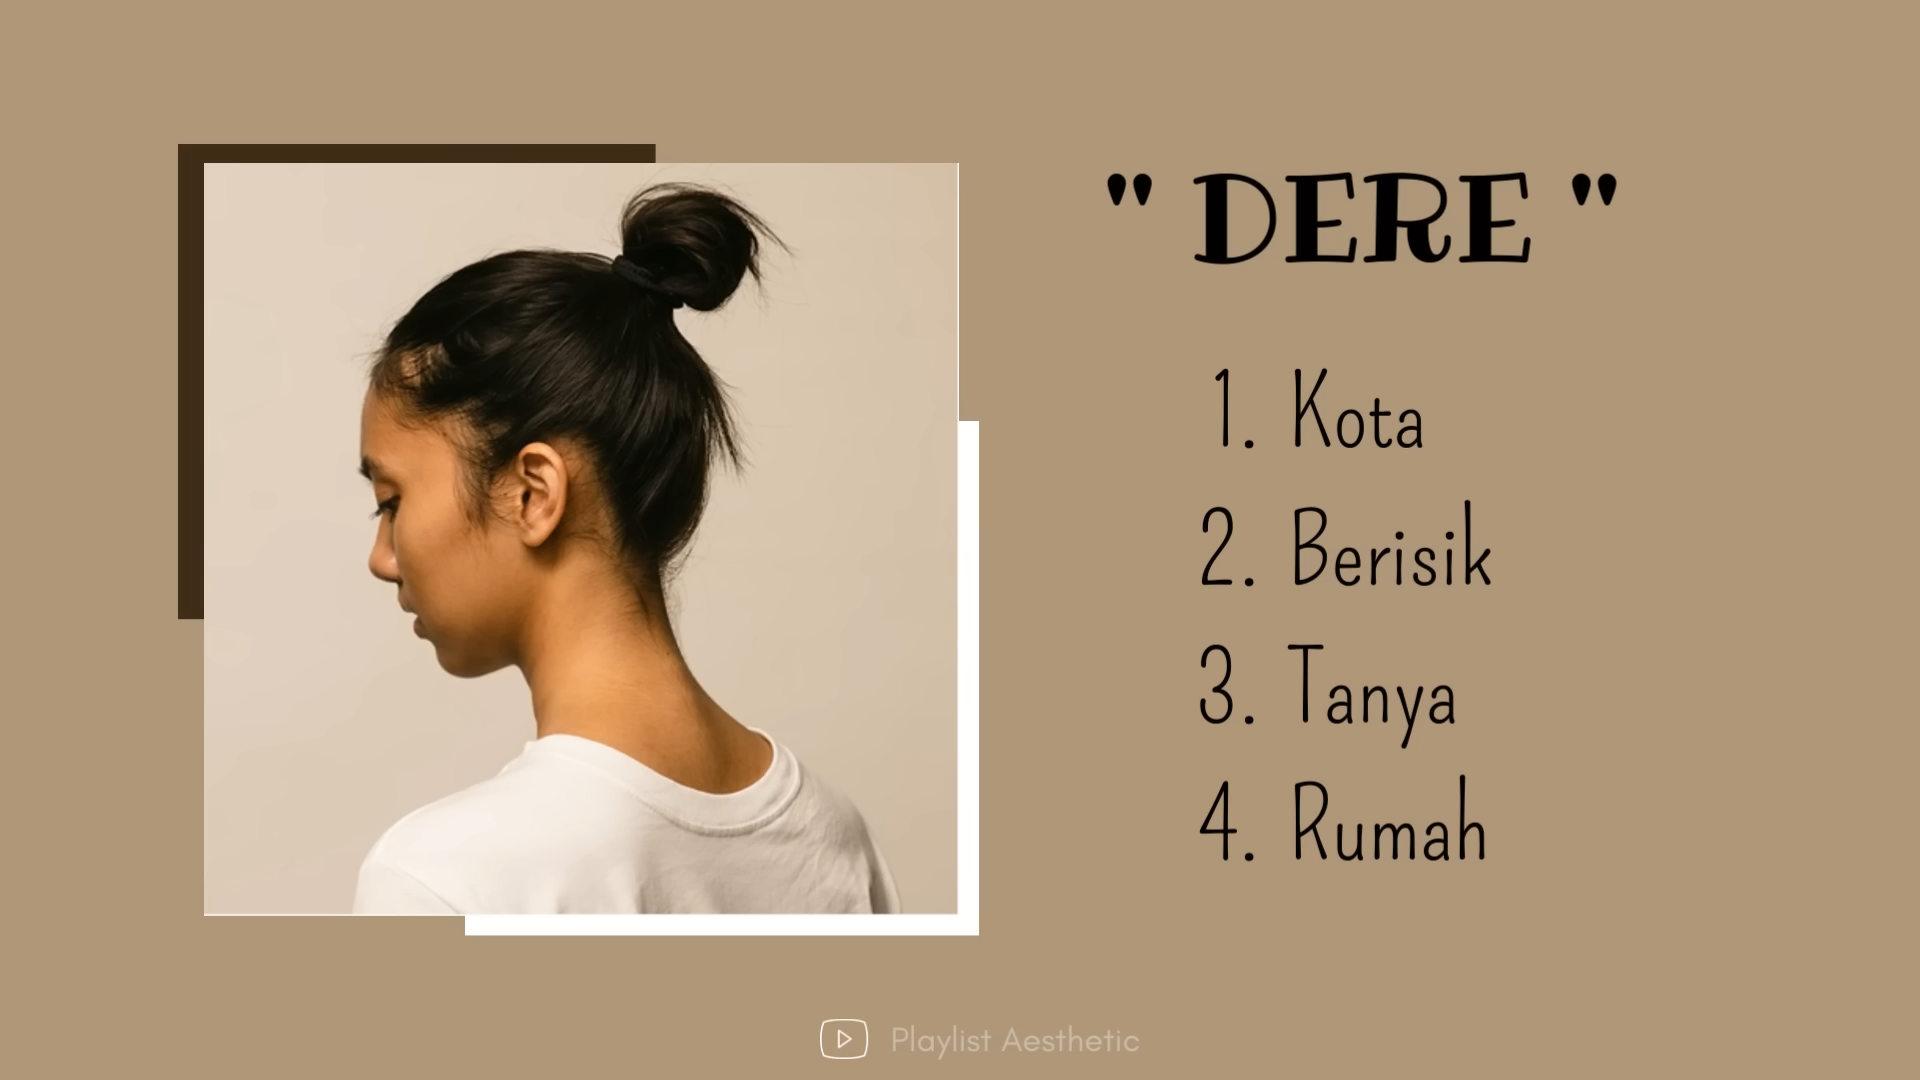 " DERE "
1. Kota
2. Berisik
3. Tanya
4. Rumah
Playlist Aesthetic